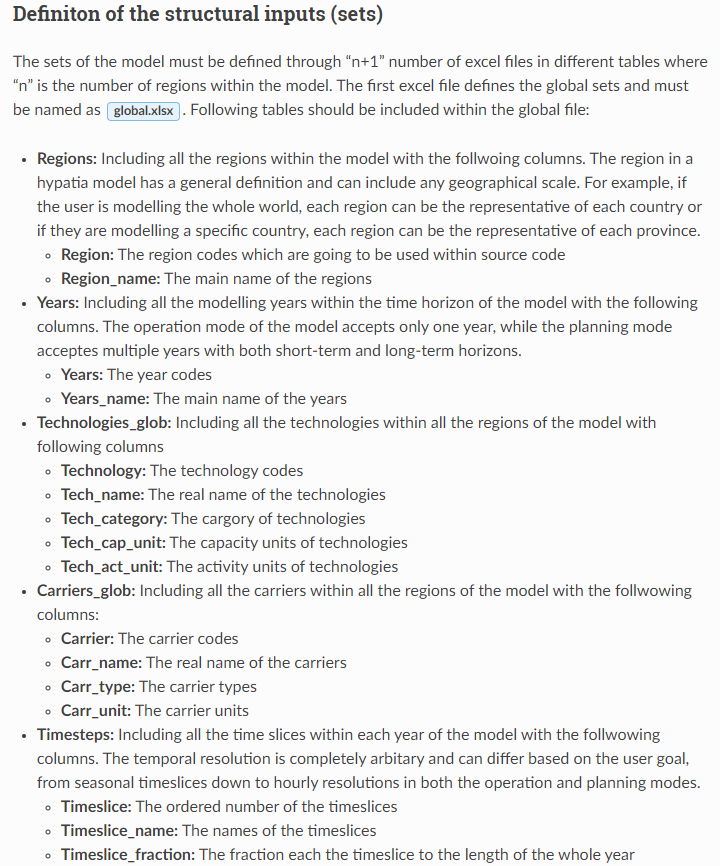 Definiton of the structural inputs (sets)
The sets of the model must be defined through “n+1” number of excel files in different tables where
“n” is the number of regions within the model. The first excel file defines the global sets and must
be named as global.xlsx . Following tables should be included within the global file:
• Regions: Including all the regions within the model with the follwoing columns. The region in a
hypatia model has a general definition and can include any geographical scale. For example, if
the user is modelling the whole world, each region can be the representative of each country or
if they are modelling a specific country, each region can be the representative of each province.
◦ Region: The region codes which are going to be used within source code
◦ Region_name: The main name of the regions
• Years: Including all the modelling years within the time horizon of the model with the following
columns. The operation mode of the model accepts only one year, while the planning mode
acceptes multiple years with both short-term and long-term horizons.
◦ Years: The year codes
◦ Years_name: The main name of the years
• Technologies_glob: Including all the technologies within all the regions of the model with
following columns
◦ Technology: The technology codes
◦ Tech_name: The real name of the technologies
◦ Tech_category: The cargory of technologies
◦ Tech_cap_unit: The capacity units of technologies
◦ Tech_act_unit: The activity units of technologies
• Carriers_glob: Including all the carriers within all the regions of the model with the follwowing
columns:
◦ Carrier: The carrier codes
◦ Carr_name: The real name of the carriers
◦ Carr_type: The carrier types
◦ Carr_unit: The carrier units
• Timesteps: Including all the time slices within each year of the model with the follwowing
columns. The temporal resolution is completely arbitary and can differ based on the user goal,
from seasonal timeslices down to hourly resolutions in both the operation and planning modes.
◦ Timeslice: The ordered number of the timeslices
◦ Timeslice_name: The names of the timeslices
◦ Timeslice_fraction: The fraction each the timeslice to the length of the whole year